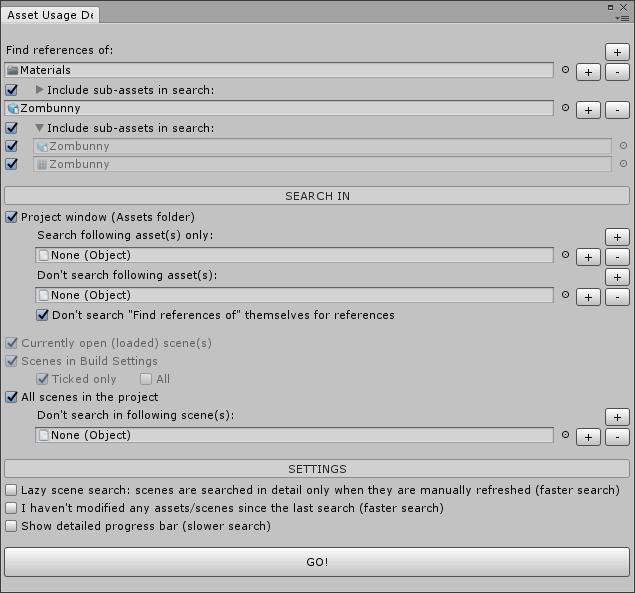 Asset Usage De
Find references of:
+
Materials
+
-
Include sub-assets in search:
Zombunny
+
-
Include sub-assets in search:
Zombunny
Zombunny
SEARCH IN
Project window (Assets folder)
Search following asset(s) only:
+
None (Object)
+
-
Don't search following asset(s):
+
None (Object)
+
-
Don't search "Find references of" themselves for references
Currently open (loaded) scene(s)
Scenes in Build Settings
Ticked only All
All scenes in the project
Don't search in following scene(s):
+
None (Object)
+
-
SETTINGS
Lazy scene search: scenes are searched in detail only when they are manually refreshed (faster search)
I haven't modified any assets/scenes since the last search (faster search)
Show detailed progress bar (slower search)
GO!